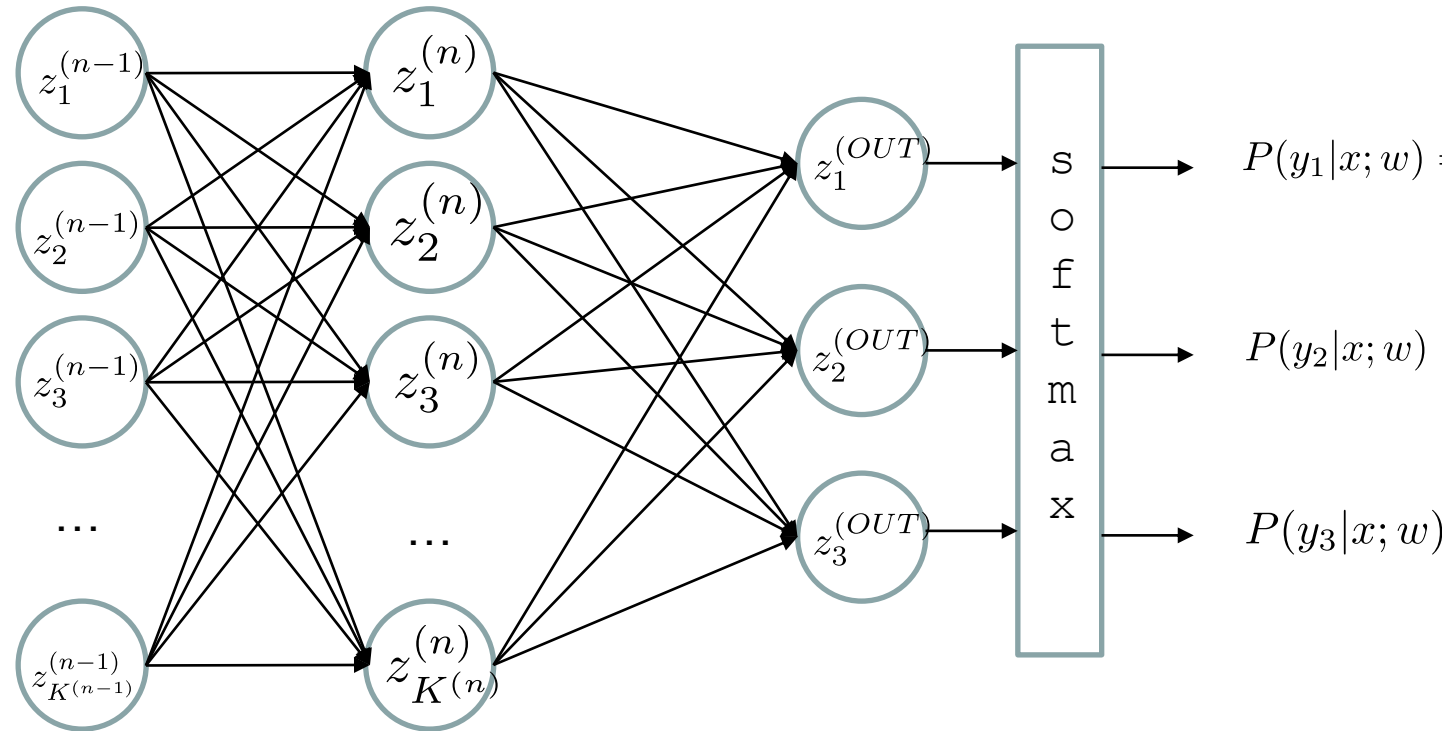 z_1^{(n-1)}
z_2^{(n-1)}
z_3^{(n-1)}
...
z_{K^{(n-1)}}^{(n-1)}
z_1^{(n)}
z_2^{(n)}
z_3^{(n)}
...
z_{K^{(n)}}^{(n)}
z_1^{(OUT)}
z_2^{(OUT)}
z_3^{(OUT)}
s
o
f
t
m
a
x
P(y_1|x; w) =
P(y_2|x; w)
P(y_3|x; w)